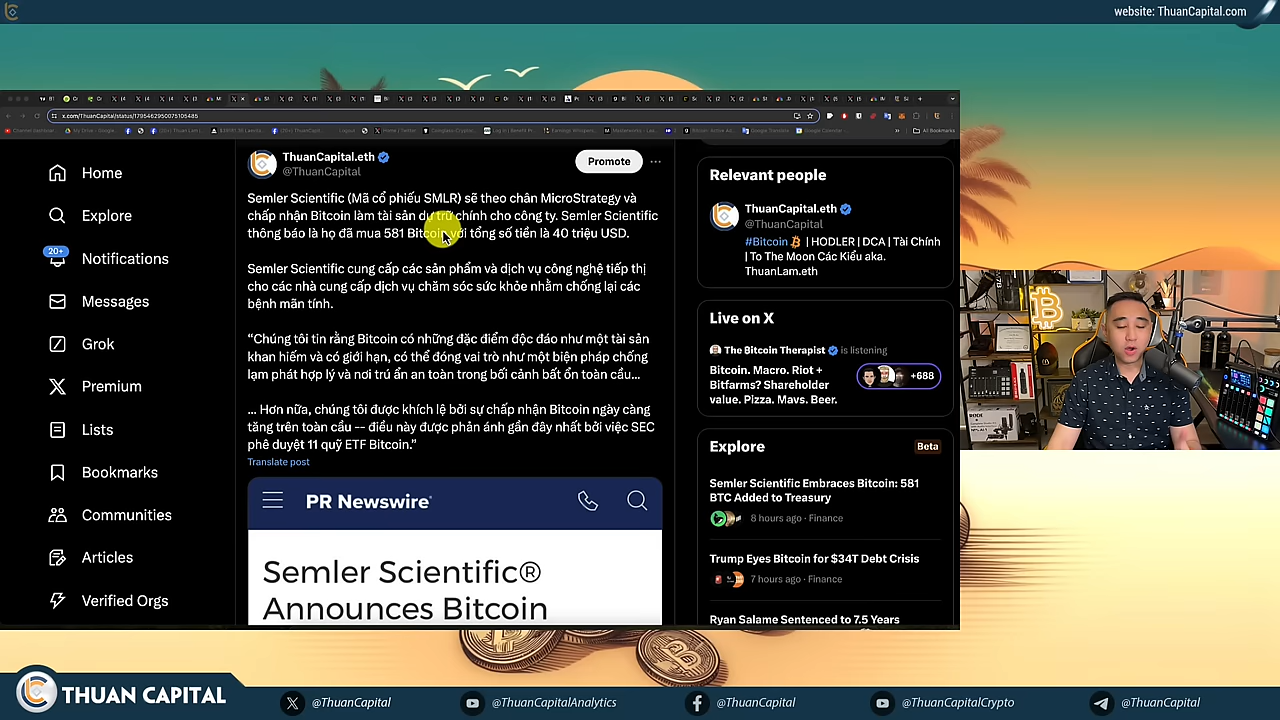 website: ThuanCapital.com
x.com/ThuanCapital/status/1795462950075105485
All Bookmarks
Home
Explore
20+
Notifications
Messages
Grok
Premium
Lists
Bookmarks
Communities
Articles
Verified Orgs
ThuanCapital.eth
@ThuanCapital
Promote
Semler Scientific (Mã cổ phiếu SMLR) sẽ theo chân MicroStrategy và
chấp nhận Bitcoin làm tài sản dự trữ chính cho công ty. Semler Scientific
thông báo là họ đã mua 581 Bitcoin với tổng số tiền là 40 triệu USD.
Semler Scientific cung cấp các sản phẩm và dịch vụ công nghệ tiếp thị
cho các nhà cung cấp dịch vụ chăm sóc sức khỏe nhằm chống lại các
bệnh mãn tính.
“Chúng tôi tin rằng Bitcoin có những đặc điểm độc đáo như một tài sản
khan hiếm và có giới hạn, có thể đóng vai trò như một biện pháp chống
lạm phát hợp lý và nơi trú ẩn an toàn trong bối cảnh bất ổn toàn cầu...
... Hơn nữa, chúng tôi được khích lệ bởi sự chấp nhận Bitcoin ngày càng
tăng trên toàn cầu -- điều này được phản ánh gần đây nhất bởi việc SEC
phê duyệt 11 quỹ ETF Bitcoin.”
Translate post
PR Newswire
Semler Scientific®
Announces Bitcoin
Relevant people
ThuanCapital.eth
@ThuanCapital
#Bitcoin | HODLER | DCA | Tài Chính
| To The Moon Các Kiểu aka.
ThuanLam.eth
Live on X
The Bitcoin Therapist is listening
Bitcoin. Macro. Riot +
Bitfarms? Shareholder
value. Pizza. Mavs. Beer.
+688
Explore
Beta
Semler Scientific Embraces Bitcoin: 581
BTC Added to Treasury
8 hours ago · Finance
Trump Eyes Bitcoin for $34T Debt Crisis
7 hours ago · Finance
Ryan Salame Sentenced to 7.5 Years
THUAN CAPITAL
@ThuanCapital
@ThuanCapitalAnalytics
@ThuanCapital
@ThuanCapitalCrypto
@ThuanCapital